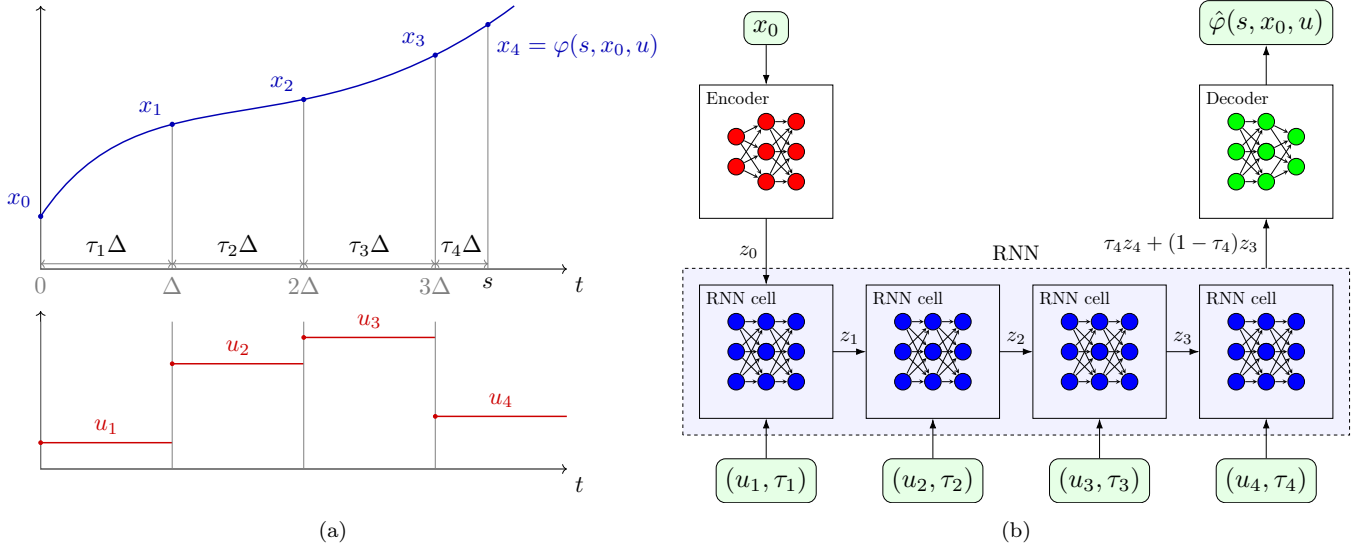 x₀
x₁
x₂
x₃
x₄ = φ(s, x₀, u)
τ₁Δ
τ₂Δ
τ₃Δ
τ₄Δ
0
Δ
2Δ
3Δ
s
t
u₁
u₂
u₃
u₄
t
(a)
x₀
φ̂(s, x₀, u)
Encoder
Decoder
z₀
τ₄z₄ + (1 − τ₄)z₃
RNN
RNN cell
z₁
RNN cell
z₂
RNN cell
z₃
RNN cell
(u₁, τ₁)
(u₂, τ₂)
(u₃, τ₃)
(u₄, τ₄)
(b)